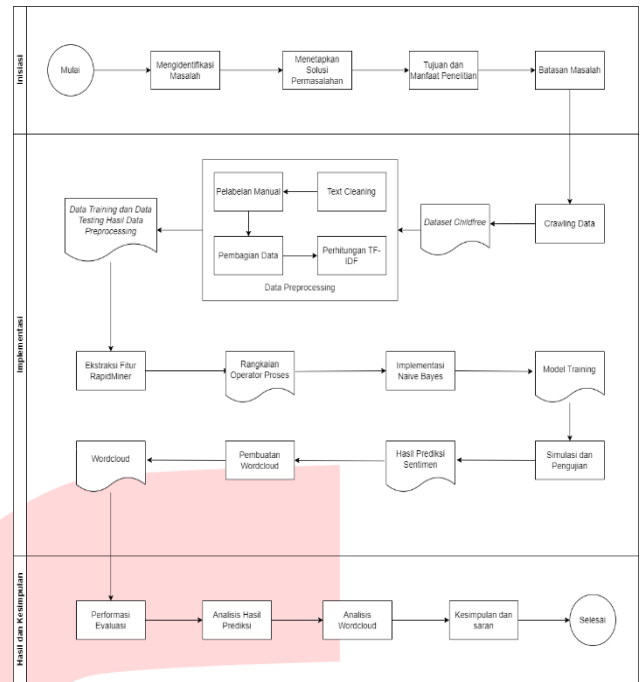 Inisiasi
Mulai
Mengidentifikasi
Masalah
Menetapkan
Solusi
Permasalahan
Tujuan dan
Manfaat Penelitian
Batasan Masalah
Implementasi
Crawling Data
Dataset Childfree
Text Cleaning
Pelabelan Manual
Pembagian Data
Perhitungan TF-
IDF
Data Preprocessing
Data Training dan Data
Testing Hasil Data
Preprocessing
Ekstraksi Fitur
RapidMiner
Rangkaian
Operator Proses
Implementasi
Naive Bayes
Model Training
Simulasi dan
Pengujian
Hasil Prediksi
Sentimen
Pembuatan
Wordcloud
Wordcloud
Hasil dan Kesimpulan
Performasi
Evaluasi
Analisis Hasil
Prediksi
Analisis
Wordcloud
Kesimpulan dan
saran
Selesai